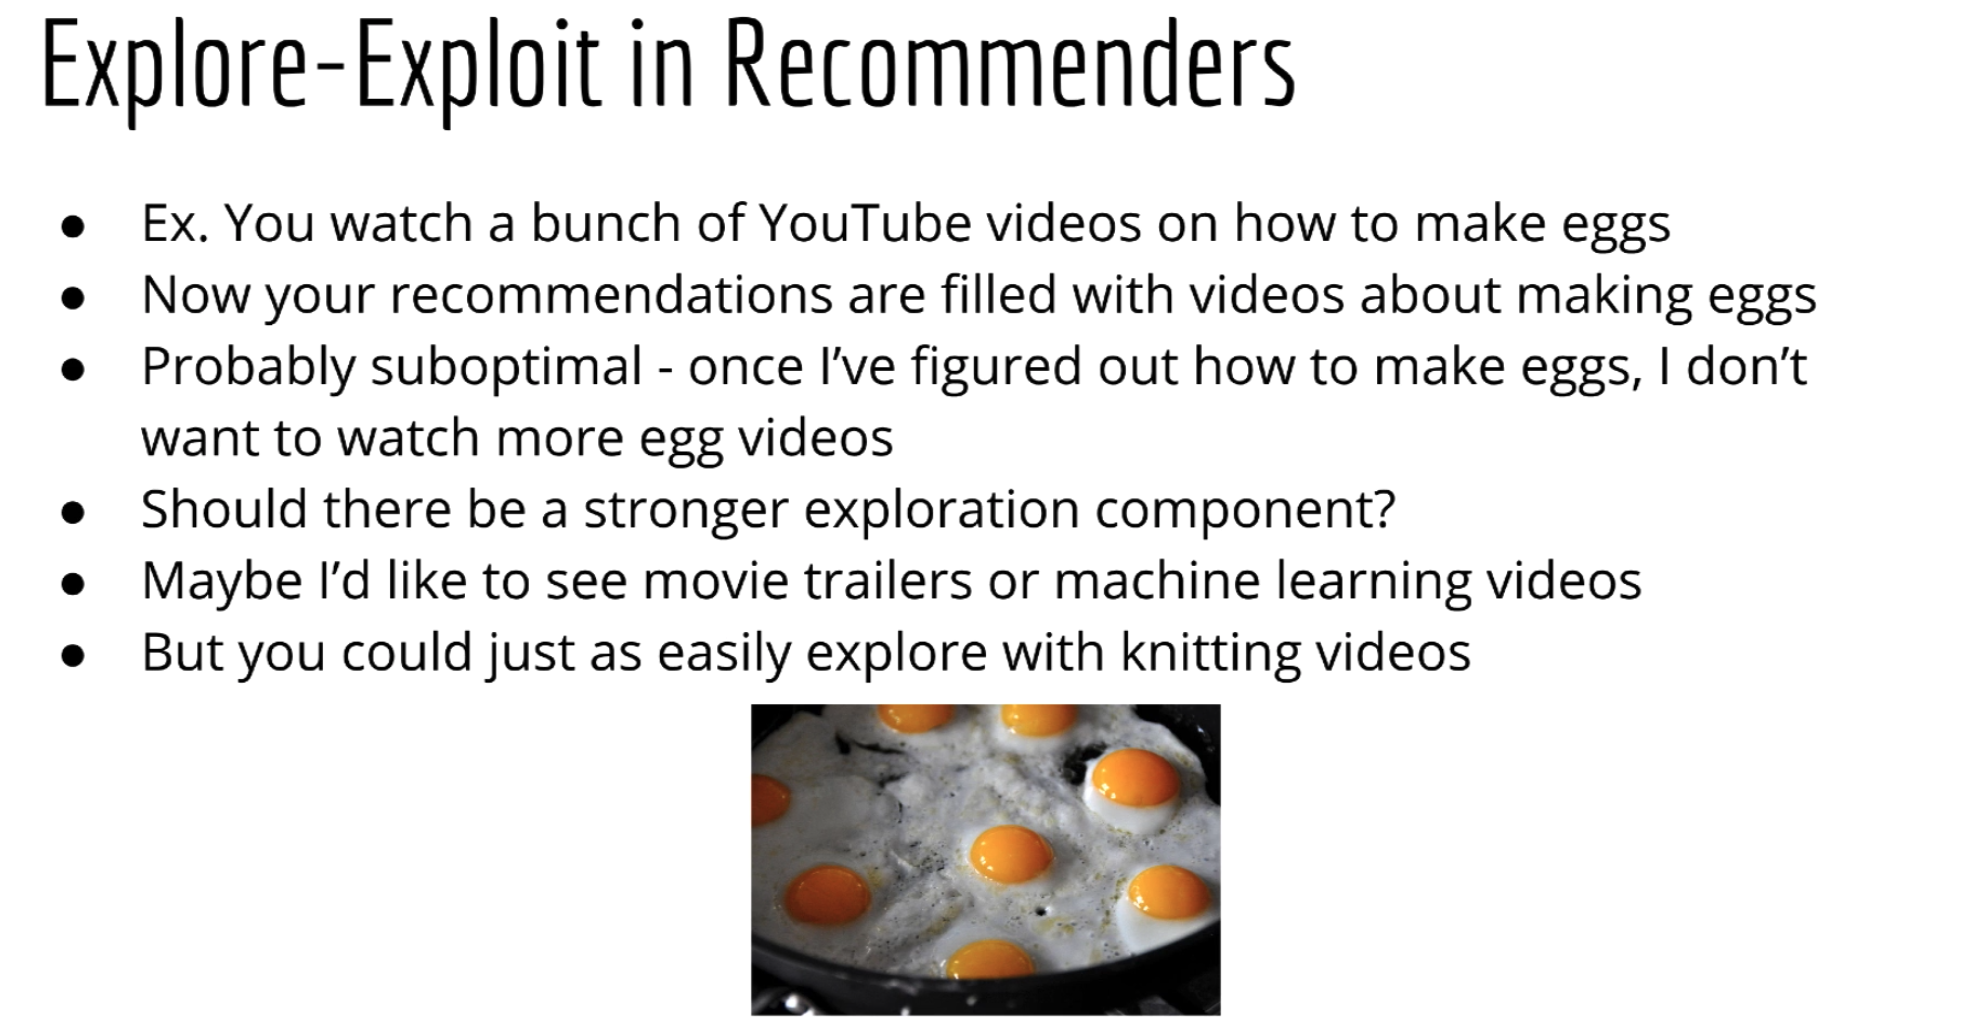 Explore-Exploit in Recommenders
● Ex. You watch a bunch of YouTube videos on how to make eggs
● Now your recommendations are filled with videos about making eggs
● Probably suboptimal - once I’ve figured out how to make eggs, I don’t
want to watch more egg videos
● Should there be a stronger exploration component?
● Maybe I’d like to see movie trailers or machine learning videos
● But you could just as easily explore with knitting videos